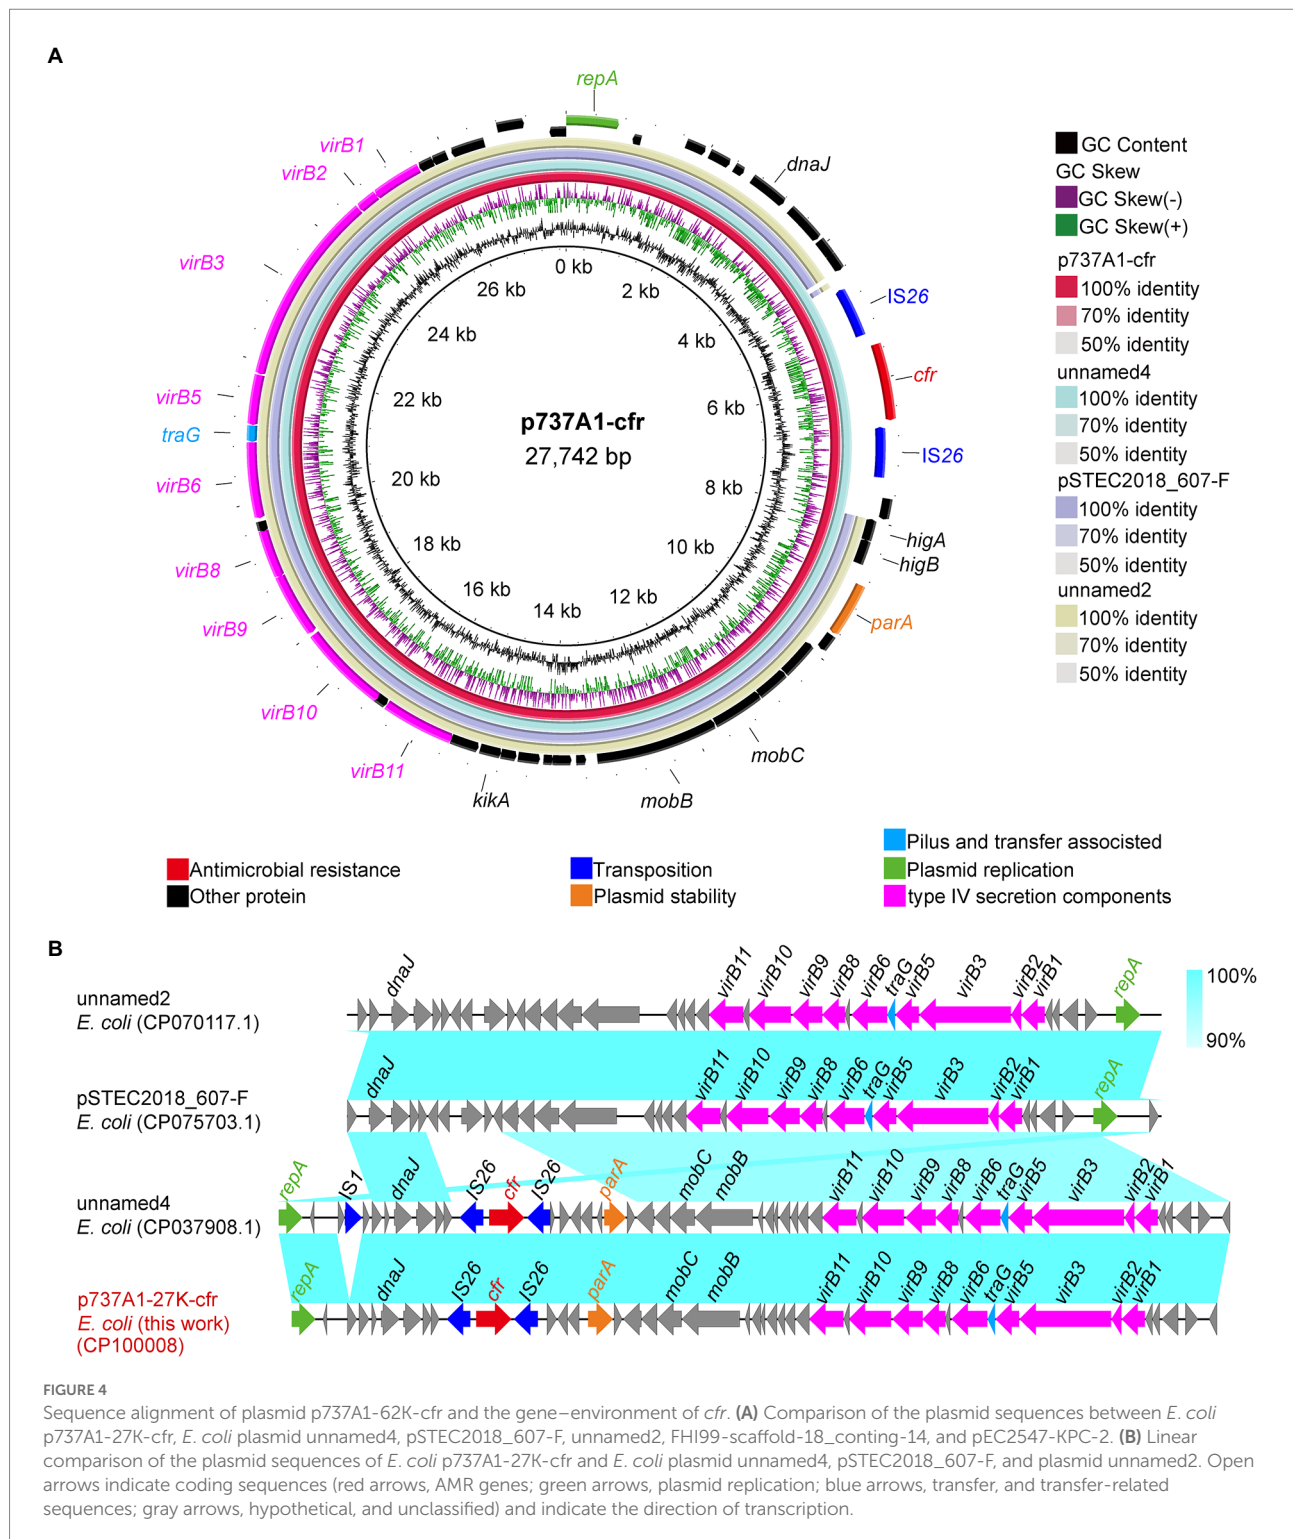 A
repA
virB1
virB2
dnaJ
virB3
IS26
cfr
virB5
traG
IS26
virB6
higA
higB
virB8
parA
virB9
virB10
mobC
virB11
kikA
mobB
0 kb
2 kb
4 kb
6 kb
8 kb
10 kb
12 kb
14 kb
16 kb
18 kb
20 kb
22 kb
24 kb
26 kb
p737A1-cfr
27,742 bp
GC Content
GC Skew
GC Skew(-)
GC Skew(+)
p737A1-cfr
100% identity
70% identity
50% identity
unnamed4
100% identity
70% identity
50% identity
pSTEC2018_607-F
100% identity
70% identity
50% identity
unnamed2
100% identity
70% identity
50% identity
Antimicrobial resistance
Other protein
Transposition
Plasmid stability
Pilus and transfer associted
Plasmid replication
type IV secretion components
B
unnamed2
E. coli (CP070117.1)
dnaJ virB11 virB10 virB9 virB8 virB6 traG virB5 virB3 virB2 virB1 repA
100%
90%
pSTEC2018_607-F
E. coli (CP075703.1)
dnaJ virB11 virB10 virB9 virB8 virB6 traG virB5 virB3 virB2 virB1 repA
unnamed4
E. coli (CP037908.1)
repA IS1 dnaJ IS26 cfr IS26 parA mobC mobB virB11 virB10 virB9 virB8 virB6 traG virB5 virB3 virB2 virB1
p737A1-27K-cfr
E. coli (this work)
(CP100008)
repA dnaJ IS26 cfr IS26 parA mobC mobB virB11 virB10 virB9 virB8 virB6 traG virB5 virB3 virB2 virB1
FIGURE 4
Sequence alignment of plasmid p737A1-62K-cfr and the gene–environment of cfr. (A) Comparison of the plasmid sequences between E. coli
p737A1-27K-cfr, E. coli plasmid unnamed4, pSTEC2018_607-F, unnamed2, FHI99-scaffold-18_conting-14, and pEC2547-KPC-2. (B) Linear
comparison of the plasmid sequences of E. coli p737A1-27K-cfr and E. coli plasmid unnamed4, pSTEC2018_607-F, and plasmid unnamed2. Open
arrows indicate coding sequences (red arrows, AMR genes; green arrows, plasmid replication; blue arrows, transfer, and transfer-related
sequences; gray arrows, hypothetical, and unclassified) and indicate the direction of transcription.